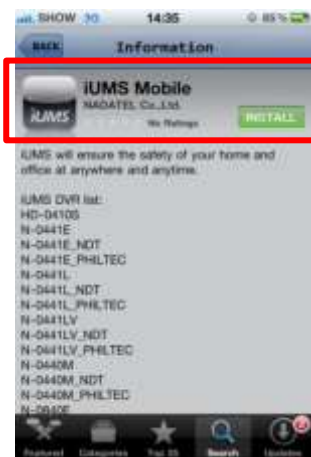 SHOW 3G 14:35 85 %
BACK Information
iUMS Mobile
NADATEL Co.,Ltd.
iUMS No Ratings INSTALL
iUMS will ensure the safety of your home and
office at anywhere and anytime.
iUMS DVR list:
HD-0410S
N-0441E
N-0441E_NDT
N-0441E_PHILTEC
N-0441L
N-0441L_NDT
N-0441L_PHILTEC
N-0441LV
N-0441LV_NDT
N-0441LV_PHILTEC
N-0440M
N-0440M_NDT
N-0440M_PHILTEC
N-0840E
Featured Categories Top 25 Search Updates